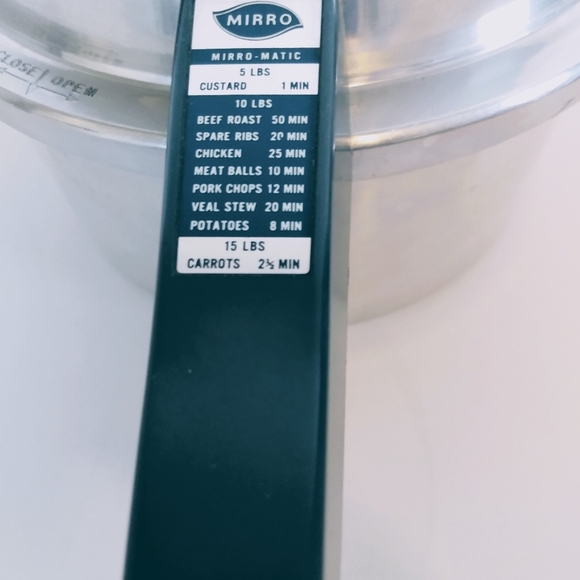 MIRRO
MIRRO-MATIC
5 LBS
CUSTARD 1 MIN
10 LBS
BEEF ROAST 50 MIN
SPARE RIBS 20 MIN
CHICKEN 25 MIN
MEAT BALLS 10 MIN
PORK CHOPS 12 MIN
VEAL STEW 20 MIN
POTATOES 8 MIN
15 LBS
CARROTS 2½ MIN
CLOSE OPEN